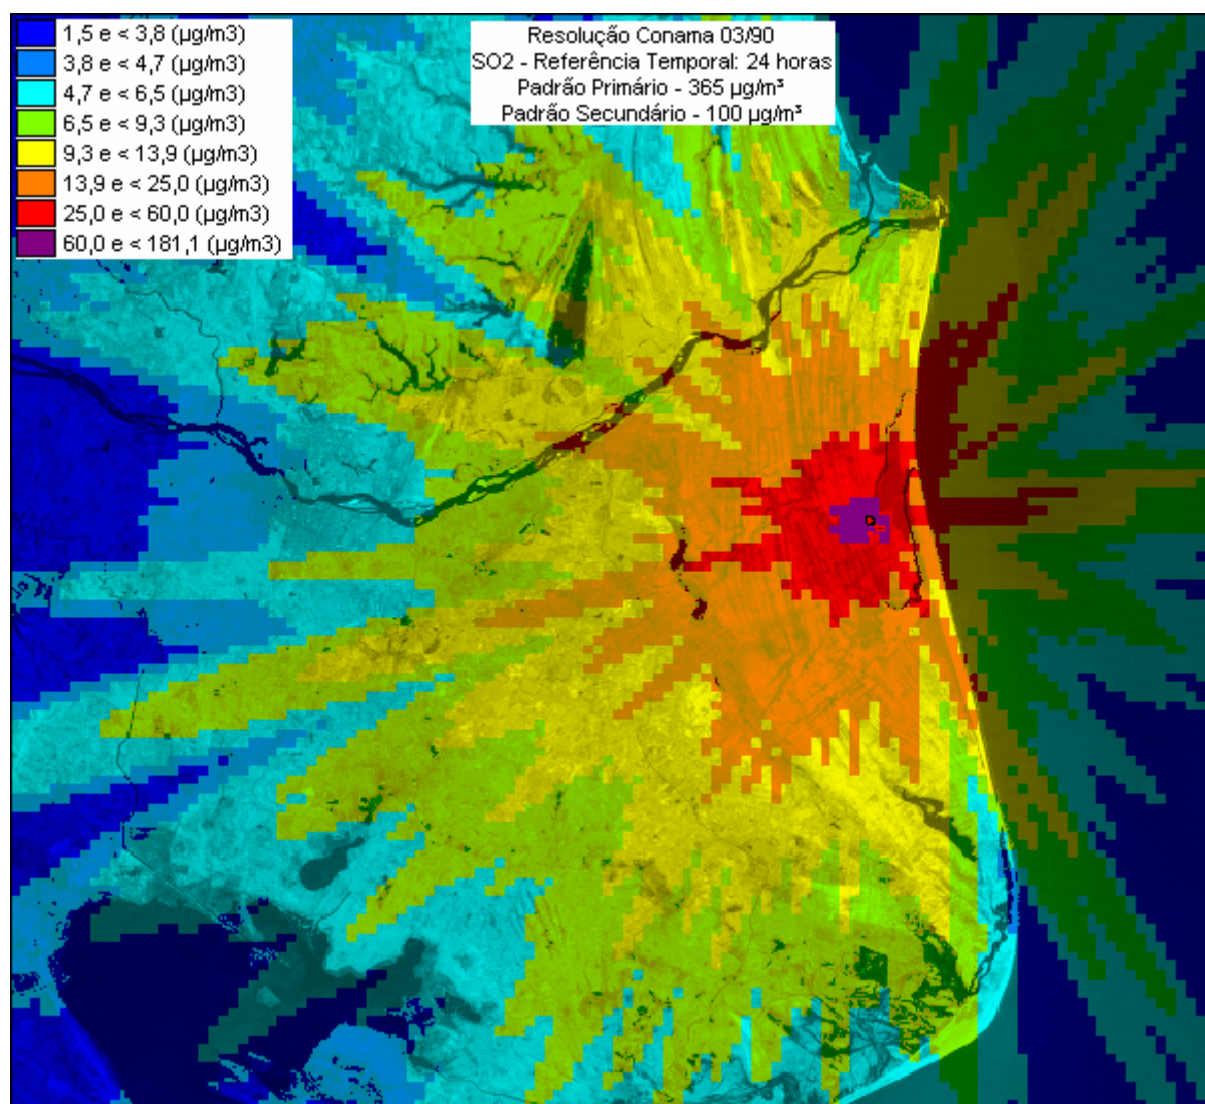 1,5 e < 3,8 (µg/m3)
3,8 e < 4,7 (µg/m3)
4,7 e < 6,5 (µg/m3)
6,5 e < 9,3 (µg/m3)
9,3 e < 13,9 (µg/m3)
13,9 e < 25,0 (µg/m3)
25,0 e < 60,0 (µg/m3)
60,0 e < 181,1 (µg/m3)
Resolução Conama 03/90
SO2 - Referência Temporal: 24 horas
Padrão Primário - 365 µg/m³
Padrão Secundário - 100 µg/m³